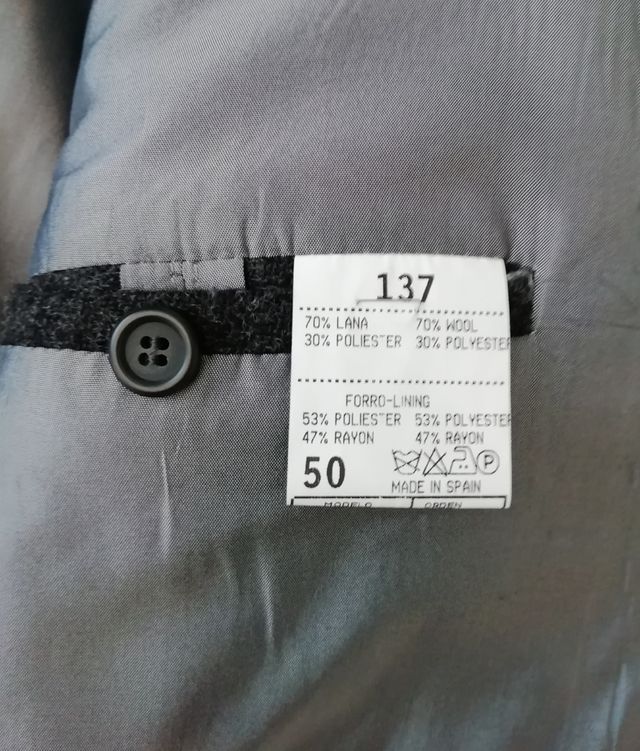 137
70% LANA 70% WOOL
30% POLIESTER 30% POLYESTER
FORRO-LINING
53% POLIESTER 53% POLYESTER
47% RAYON 47% RAYON
50 P
MADE IN SPAIN
MODELO ORDEN